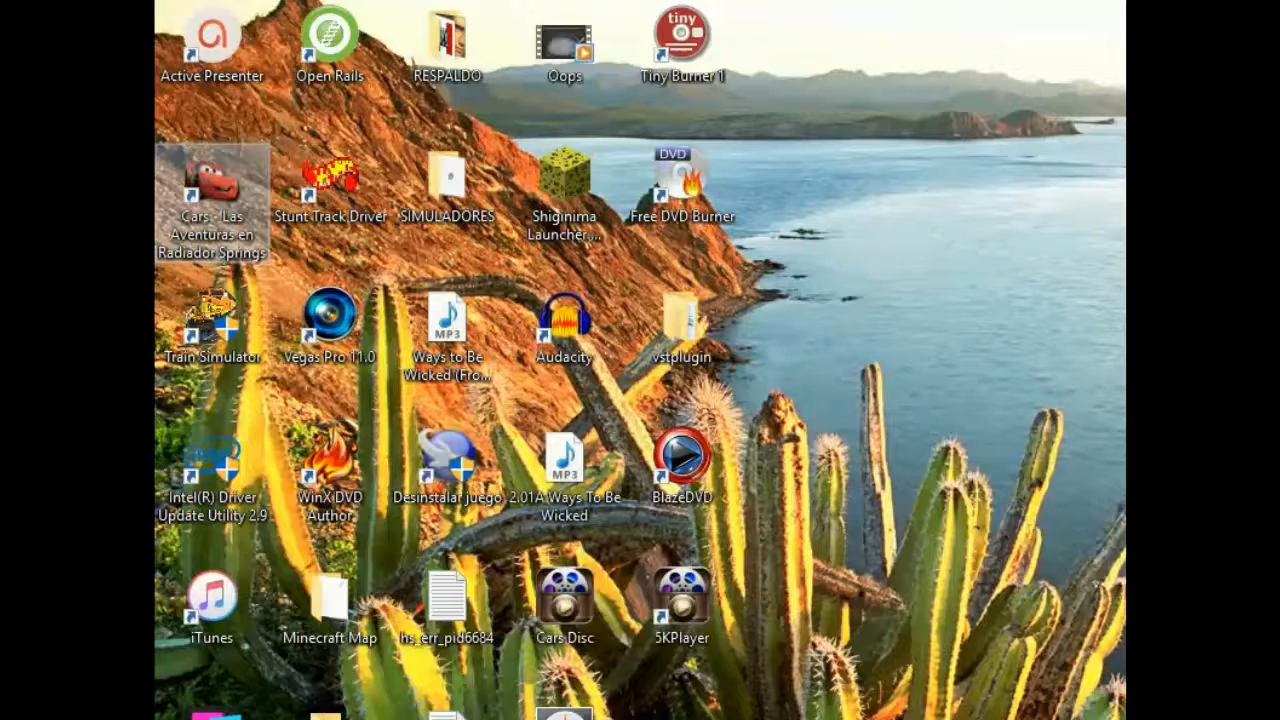 Active Presenter
Open Rails
RESPALDO
Oops
tiny
Tiny Burner 1
Cars - Las
Aventuras en
Radiador Springs
Stunt Track Driver
SIMULADORES
Shiginima
Launcher....
DVD
Free DVD Burner
Train Simulator
Vegas Pro 11.0
MP3
Ways to Be
Wicked (Fro...
Audacity
vstplugin
intel
Intel(R) Driver
Update Utility 2.9
WinX DVD
Author
Desinstalar juego
MP3
2.01A Ways To Be
Wicked
BlazeDVD
iTunes
Minecraft Map
hs_err_pid6684
Cars Disc
5KPlayer